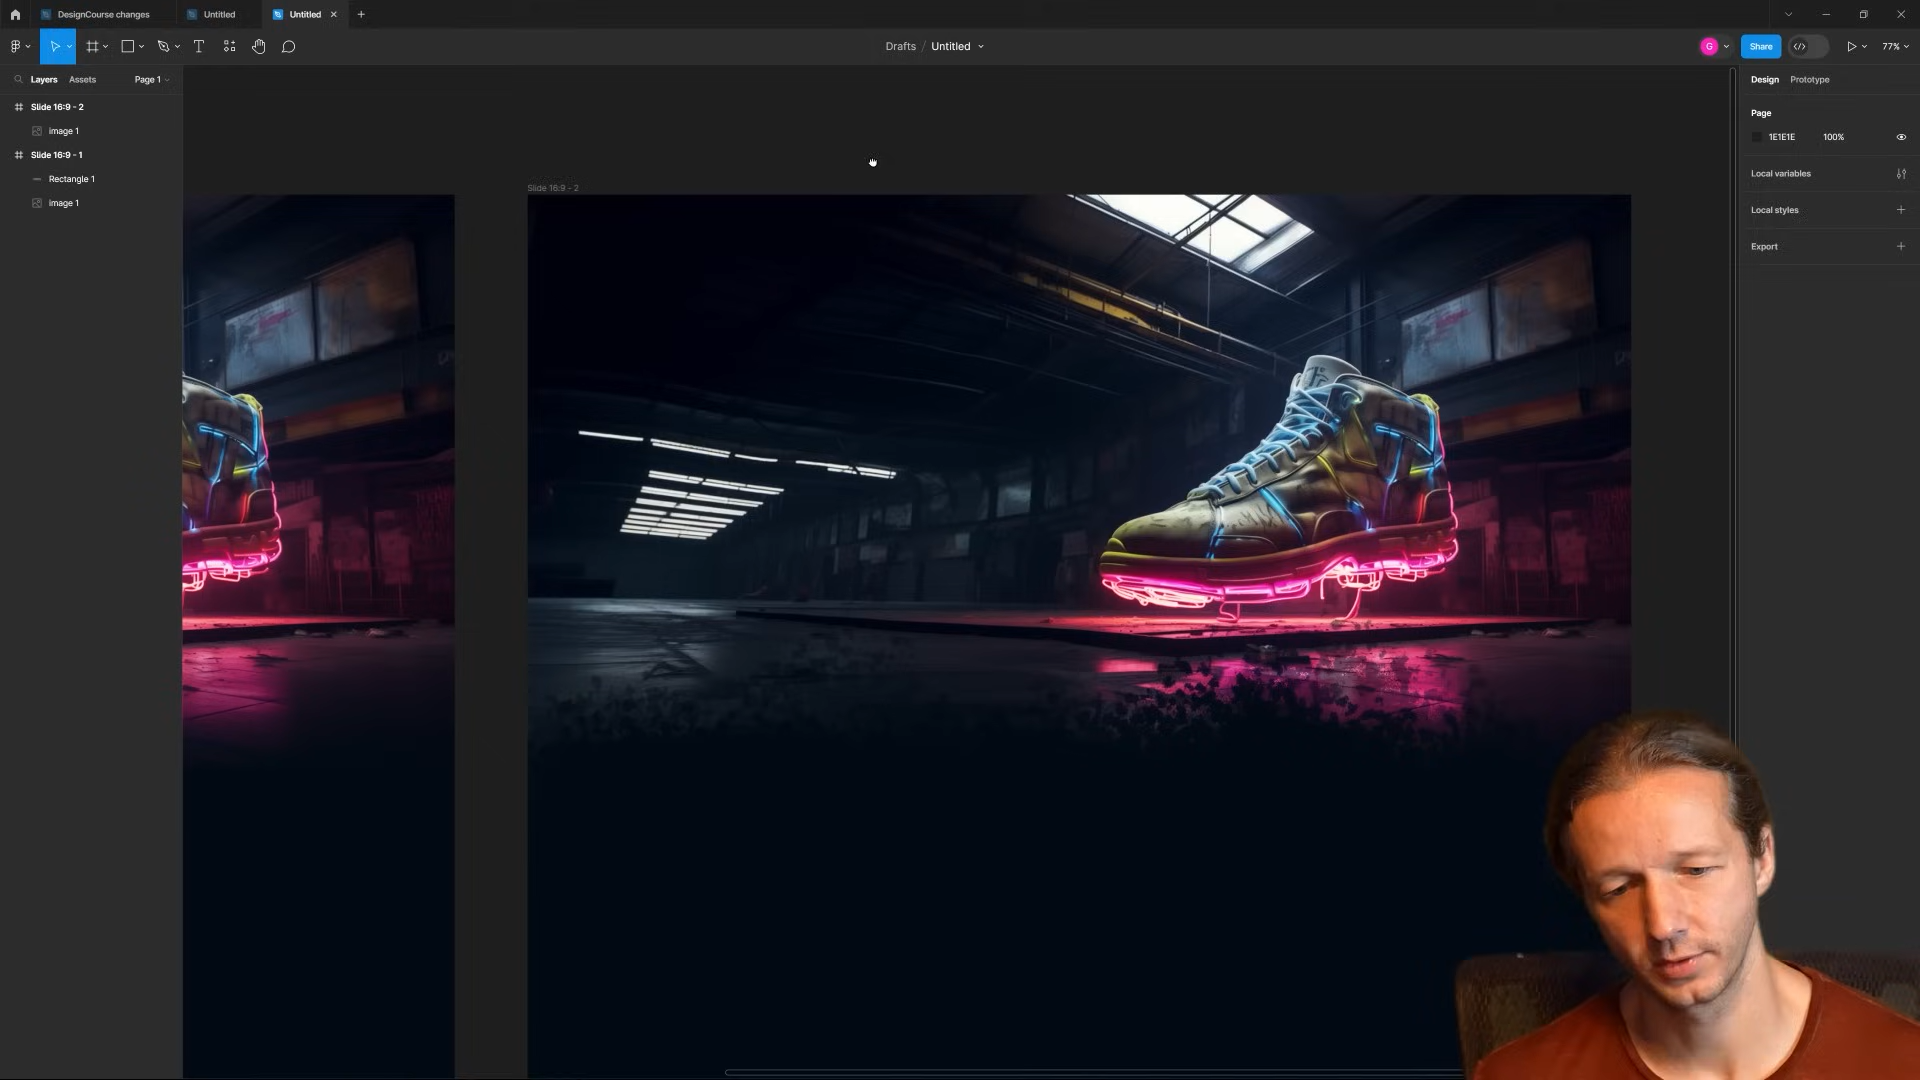 DesignCourse changes
Untitled
Untitled
Drafts / Untitled
G
Share
77%
Layers
Assets
Page 1
Slide 16:9 - 2
image 1
Slide 16:9 - 1
Rectangle 1
image 1
Slide 16:9 - 2
Design
Prototype
Page
1E1E1E
100%
Local variables
Local styles
Export